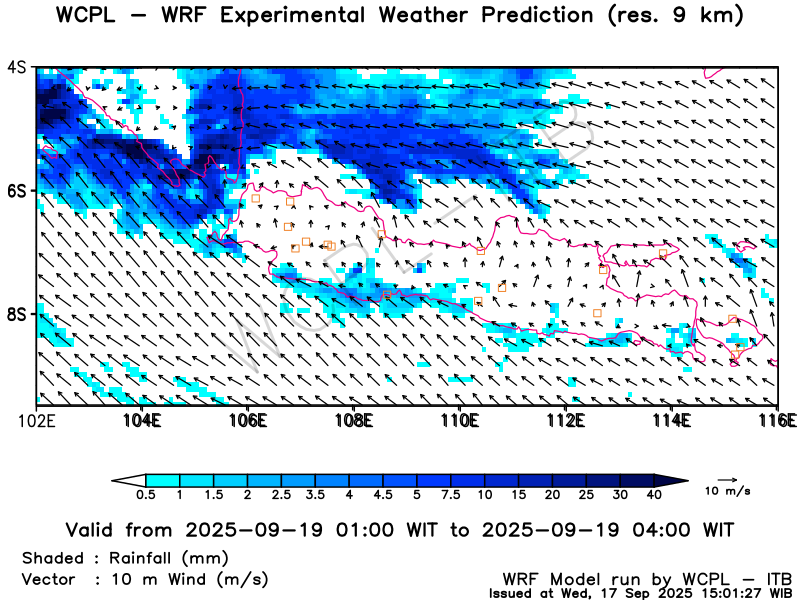 WCPL – WRF Experimental Weather Prediction (res. 9 km)
4S
6S
8S
102E 104E 106E 108E 110E 112E 114E 116E
WCPL-ITB
0.5 1 1.5 2 2.5 3.5 4 4.5 5 7.5 10 15 20 25 30 40
10 m/s
Valid from 2025-09-19 01:00 WIT to 2025-09-19 04:00 WIT
Shaded : Rainfall (mm)
Vector : 10 m Wind (m/s)
WRF Model run by WCPL – ITB
Issued at Wed, 17 Sep 2025 15:01:27 WIB